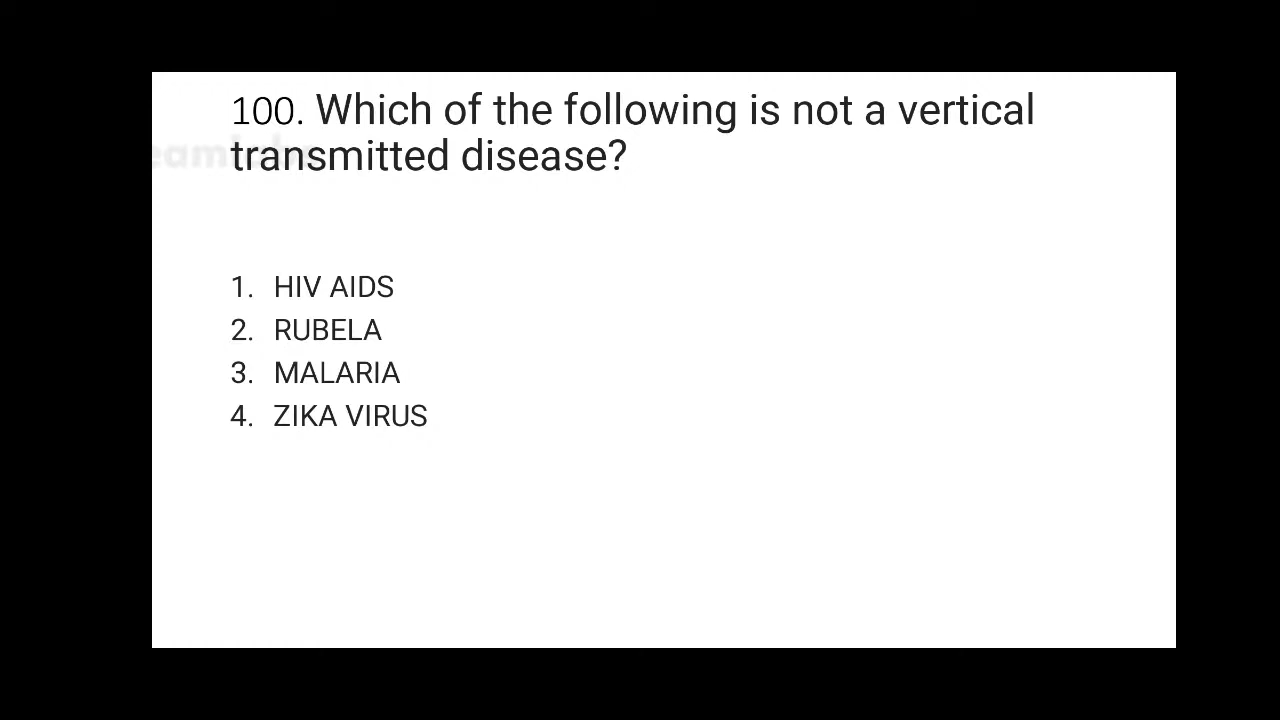 100. Which of the following is not a vertical
transmitted disease?
1. HIV AIDS
2. RUBELA
3. MALARIA
4. ZIKA VIRUS